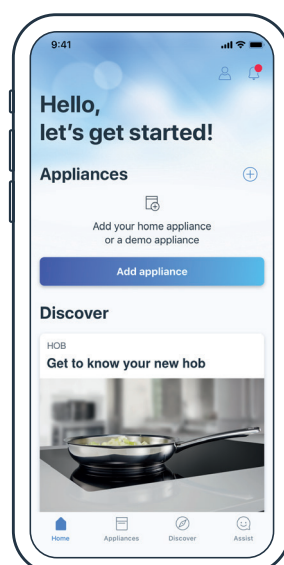 9:41
Hello,
let's get started!
Appliances
Add your home appliance
or a demo appliance
Add appliance
Discover
HOB
Get to know your new hob
Home Appliances Discover Assist